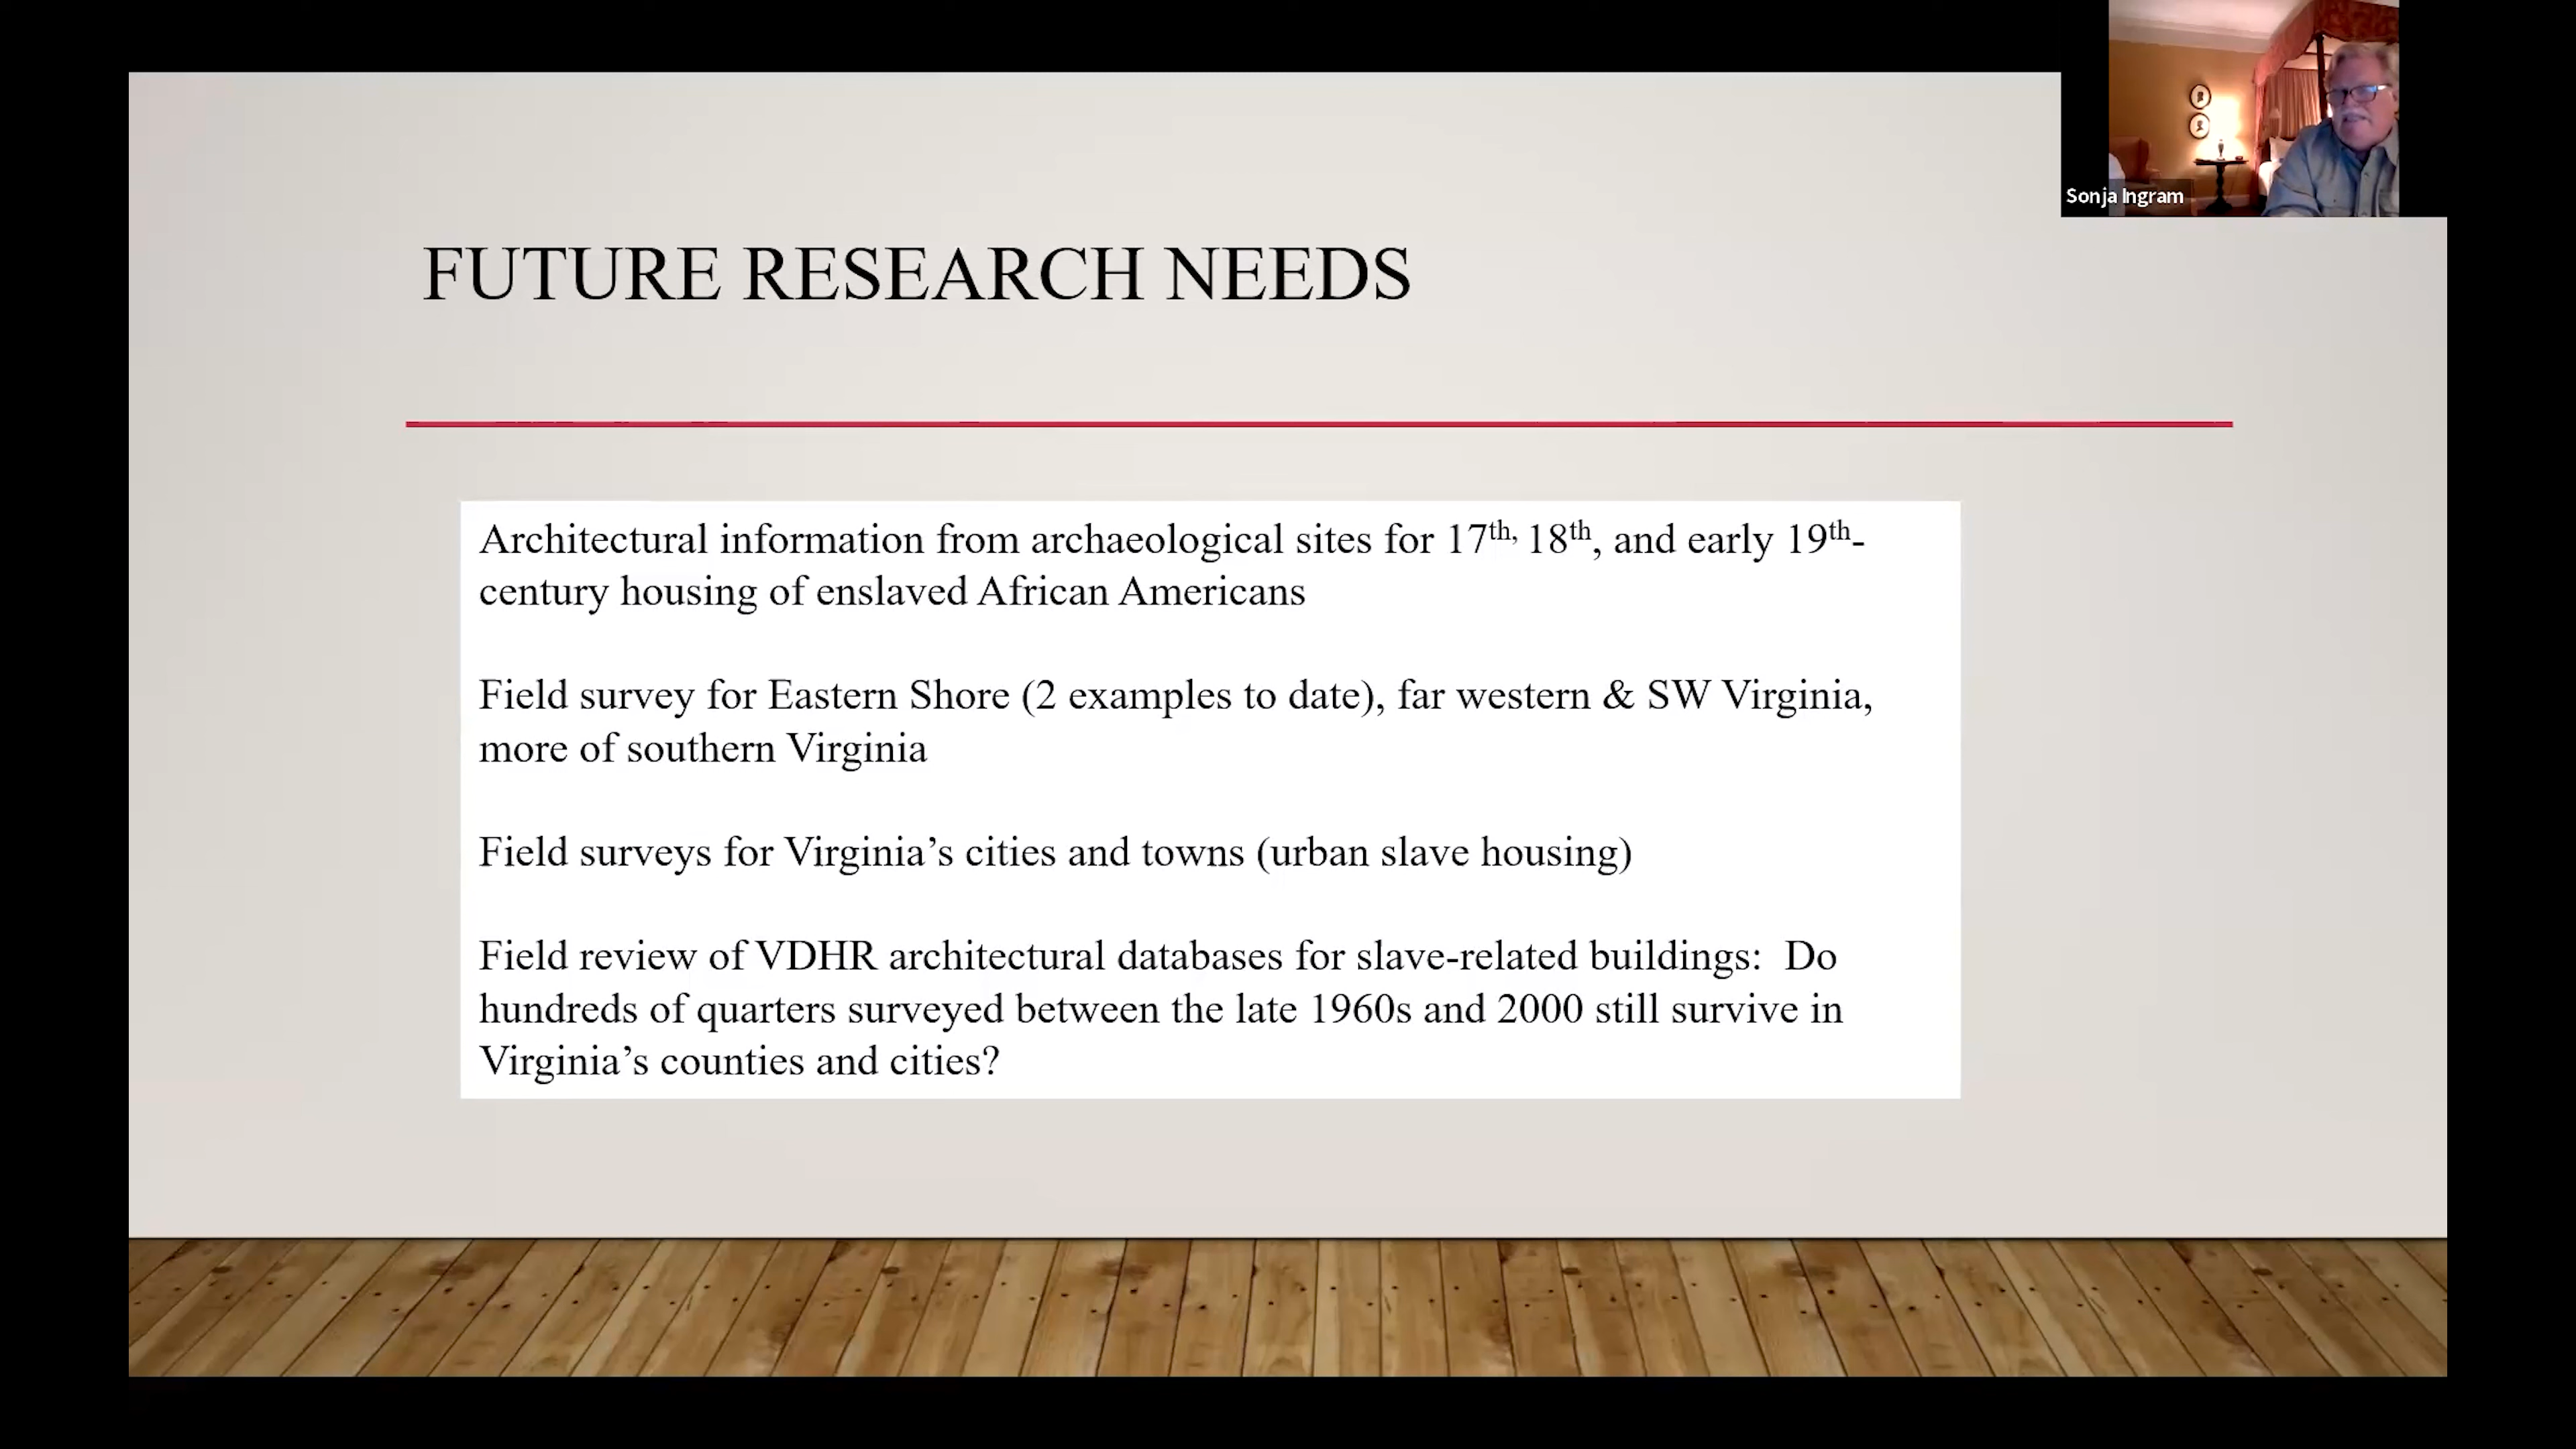 Sonja Ingram
FUTURE RESEARCH NEEDS
Architectural information from archaeological sites for 17th, 18th, and early 19th-
century housing of enslaved African Americans
Field survey for Eastern Shore (2 examples to date), far western & SW Virginia,
more of southern Virginia
Field surveys for Virginia’s cities and towns (urban slave housing)
Field review of VDHR architectural databases for slave-related buildings:  Do
hundreds of quarters surveyed between the late 1960s and 2000 still survive in
Virginia’s counties and cities?